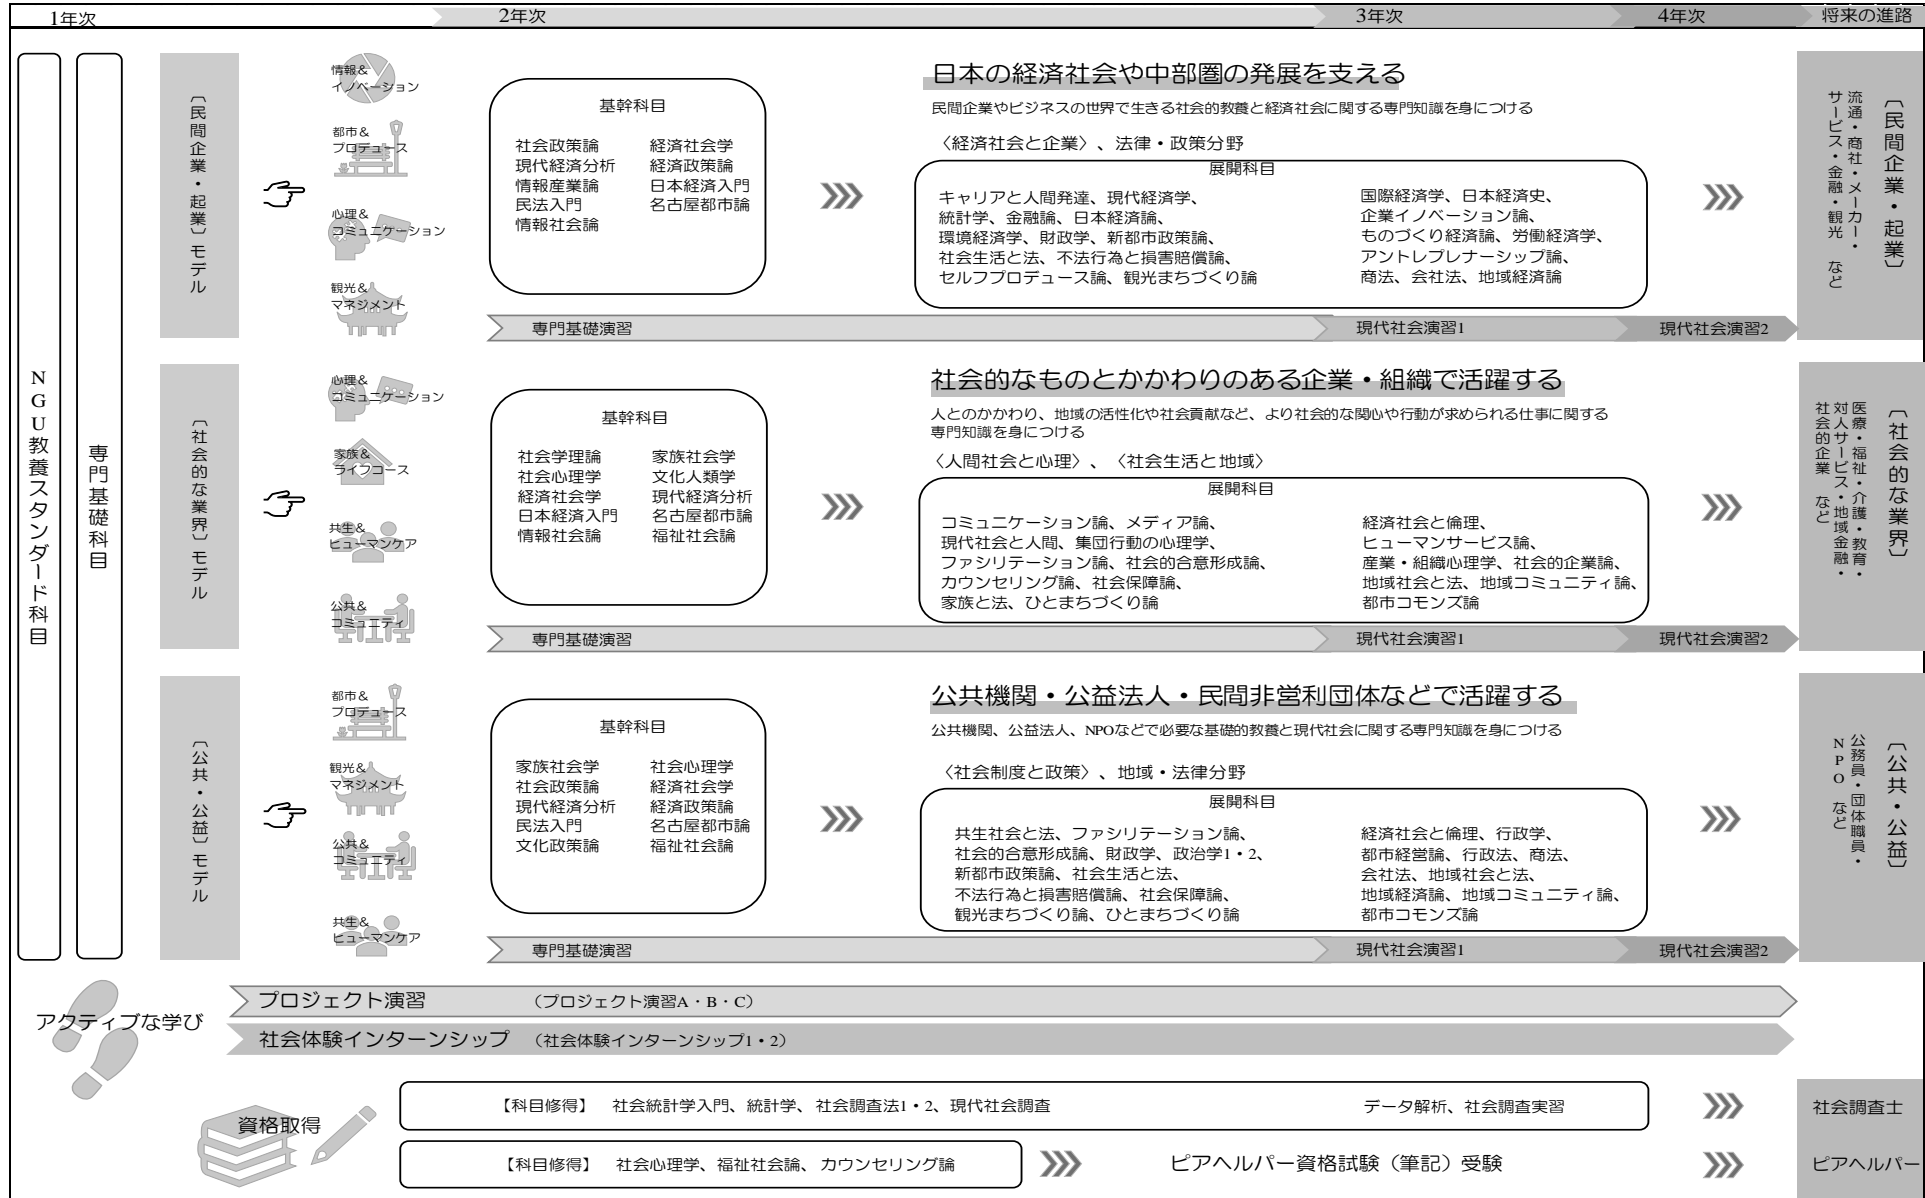 1年次
2年次
3年次
4年次
将来の進路
NGU教養スタンダード科目
専門基礎科目
〔民間企業・起業〕モデル
情報&
イノベーション
都市&
プロデュース
心理&
コミュニケーション
観光&
マネジメント
基幹科目
社会政策論 経済社会学
現代経済分析 経済政策論
情報産業論 日本経済入門
民法入門 名古屋都市論
情報社会論
日本の経済社会や中部圏の発展を支える
民間企業やビジネスの世界で生きる社会的教養と経済社会に関する専門知識を身につける
〈経済社会と企業〉、法律・政策分野
展開科目
キャリアと人間発達、現代経済学、
統計学、金融論、日本経済論、
環境経済学、財政学、新都市政策論、
社会生活と法、不法行為と損害賠償論、
セルフプロデュース論、観光まちづくり論
国際経済学、日本経済史、
企業イノベーション論、
ものづくり経済論、労働経済学、
アントレプレナーシップ論、
商法、会社法、地域経済論
〔民間企業・起業〕
流通・商社・メーカー・
サービス・金融・観光 など
専門基礎演習
現代社会演習1
現代社会演習2
〔社会的な業界〕モデル
心理&
コミュニケーション
家族&
ライフコース
共生&
ヒューマンケア
公共&
コミュニティ
基幹科目
社会学理論 家族社会学
社会心理学 文化人類学
経済社会学 現代経済分析
日本経済入門 名古屋都市論
情報社会論 福祉社会論
社会的なものとかかわりのある企業・組織で活躍する
人とのかかわり、地域の活性化や社会貢献など、より社会的な関心や行動が求められる仕事に関する
専門知識を身につける
〈人間社会と心理〉、〈社会生活と地域〉
展開科目
コミュニケーション論、メディア論、
現代社会と人間、集団行動の心理学、
ファシリテーション論、社会的合意形成論、
カウンセリング論、社会保障論、
家族と法、ひとまちづくり論
経済社会と倫理、
ヒューマンサービス論、
産業・組織心理学、社会的企業論、
地域社会と法、地域コミュニティ論、
都市コモンズ論
〔社会的な業界〕
医療・福祉・介護・教育・
対人サービス・地域金融・
社会的企業 など
専門基礎演習
現代社会演習1
現代社会演習2
〔公共・公益〕モデル
都市&
プロデュース
観光&
マネジメント
公共&
コミュニティ
共生&
ヒューマンケア
基幹科目
家族社会学 社会心理学
社会政策論 経済社会学
現代経済分析 経済政策論
民法入門 名古屋都市論
文化政策論 福祉社会論
公共機関・公益法人・民間非営利団体などで活躍する
公共機関、公益法人、NPOなどで必要な基礎的教養と現代社会に関する専門知識を身につける
〈社会制度と政策〉、地域・法律分野
展開科目
共生社会と法、ファシリテーション論、
社会的合意形成論、財政学、政治学1・2、
新都市政策論、社会生活と法、
不法行為と損害賠償論、社会保障論、
観光まちづくり論、ひとまちづくり論
経済社会と倫理、行政学、
都市経営論、行政法、商法、
会社法、地域社会と法、
地域経済論、地域コミュニティ論、
都市コモンズ論
〔公共・公益〕
公務員・団体職員・
NPO など
専門基礎演習
現代社会演習1
現代社会演習2
アクティブな学び
プロジェクト演習 （プロジェクト演習A・B・C）
社会体験インターンシップ （社会体験インターンシップ1・2）
資格取得
【科目修得】 社会統計学入門、統計学、社会調査法1・2、現代社会調査
データ解析、社会調査実習
社会調査士
【科目修得】 社会心理学、福祉社会論、カウンセリング論
ピアヘルパー資格試験（筆記）受験
ピアヘルパー